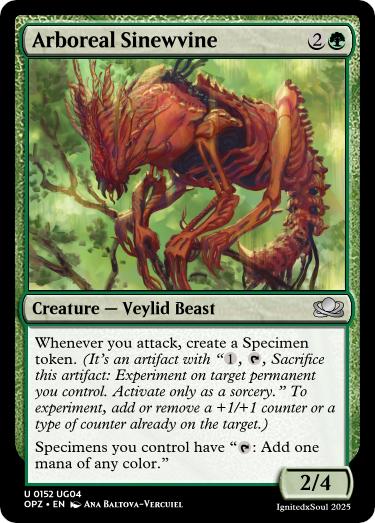 Arboreal Sinewvine 2
Creature — Veylid Beast
Whenever you attack, create a Specimen
token. (It's an artifact with “1, , Sacrifice
this artifact: Experiment on target permanent
you control. Activate only as a sorcery.” To
experiment, add or remove a +1/+1 counter or a
type of counter already on the target.)
Specimens you control have “: Add one
mana of any color.”
2/4
U 0152 UG04
OPZ • EN Ana Baltova-Vercuiel
IgnitedxSoul 2025